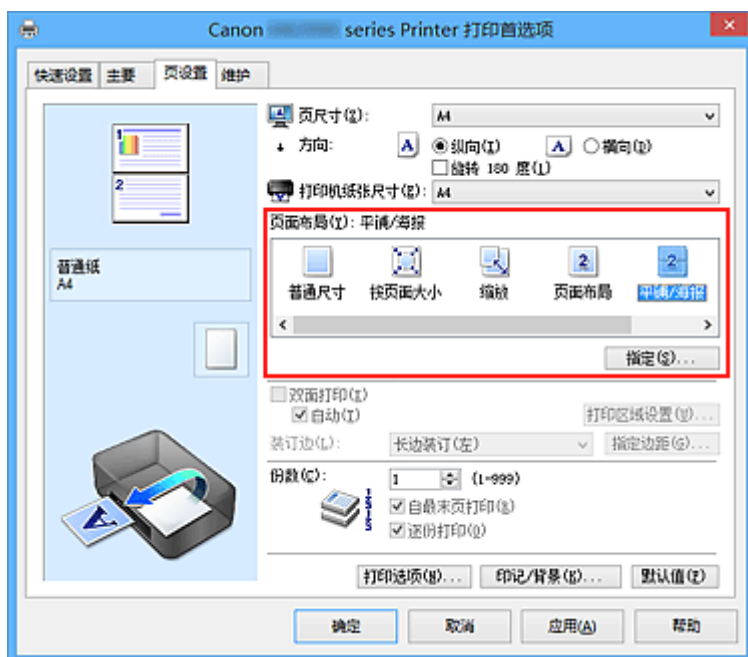 Canon series Printer 打印首选项
快速设置 主要 页设置 维护
页尺寸(Z): A4
方向: A 纵向(I) A 横向(D)
旋转 180 度(L)
打印机纸张尺寸(E): A4
页面布局(Y): 平铺/海报
普通尺寸 按页面大小 缩放 页面布局 平铺/海报
指定(S)...
1
2
普通纸
A4
双面打印(X)
自动(T)
打印区域设置(U)...
装订边(L): 长边装订(左) 指定边距(G)...
份数(C): 1 (1-999)
自最末页打印(R)
逐份打印(O)
打印选项(N)... 印记/背景(K)... 默认值(F)
确定 取消 应用(A) 帮助